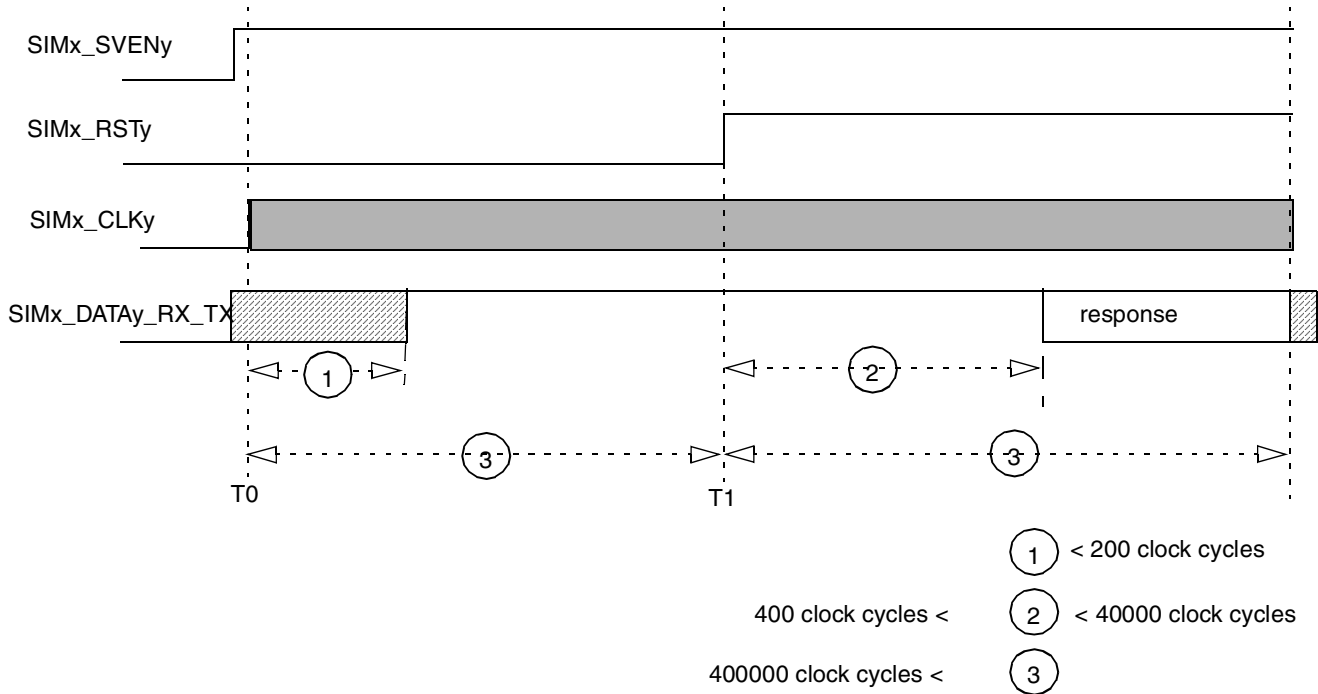 SIMx_SVENy
SIMx_RSTy
SIMx_CLKy
SIMx_DATAy_RX_TX
response
1
2
3
3
T0
T1
1 < 200 clock cycles
400 clock cycles < 2 < 40000 clock cycles
400000 clock cycles < 3